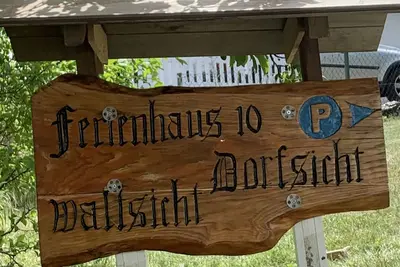 Ferienhaus 10 P
Dorfsicht
Wallsicht